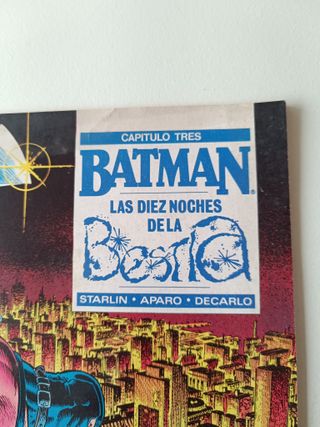 CAPITULO TRES
BATMAN®
LAS DIEZ NOCHES
DE LA
BESTIA
STARLIN • APARO • DECARLO